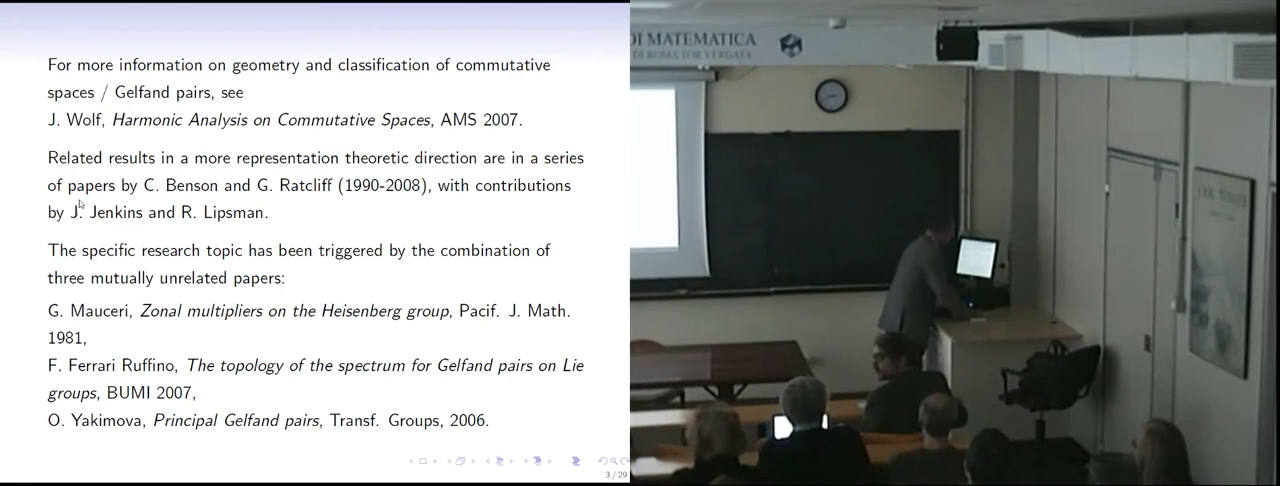 For more information on geometry and classification of commutative
spaces / Gelfand pairs, see
J. Wolf, Harmonic Analysis on Commutative Spaces, AMS 2007.
Related results in a more representation theoretic direction are in a series
of papers by C. Benson and G. Ratcliff (1990-2008), with contributions
by J. Jenkins and R. Lipsman.
The specific research topic has been triggered by the combination of
three mutually unrelated papers:
G. Mauceri, Zonal multipliers on the Heisenberg group, Pacif. J. Math.
1981,
F. Ferrari Ruffino, The topology of the spectrum for Gelfand pairs on Lie
groups, BUMI 2007,
O. Yakimova, Principal Gelfand pairs, Transf. Groups, 2006.
3 / 29
DI MATEMATICA
DI ROMA TOR VERGATA